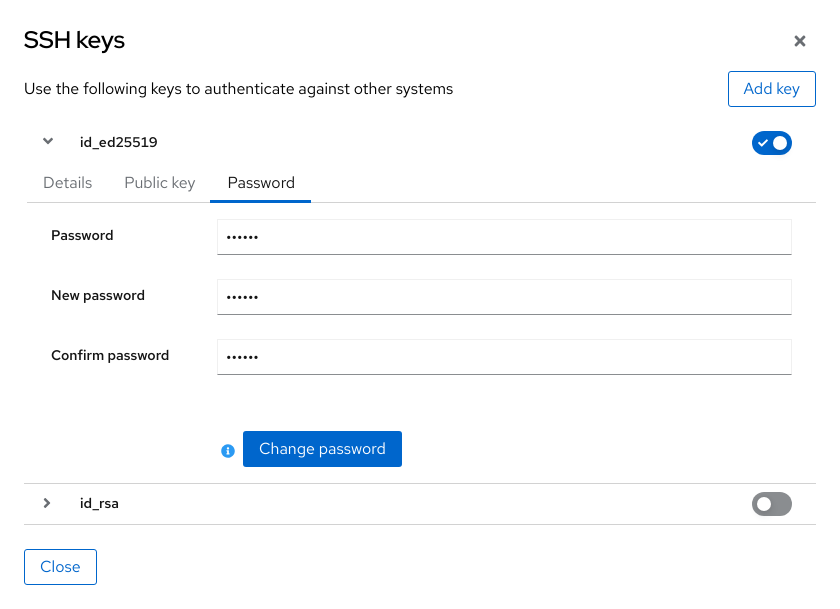 SSH keys
Use the following keys to authenticate against other systems
Add key
id_ed25519
Details Public key Password
Password ••••••
New password ••••••
Confirm password ••••••
Change password
id_rsa
Close